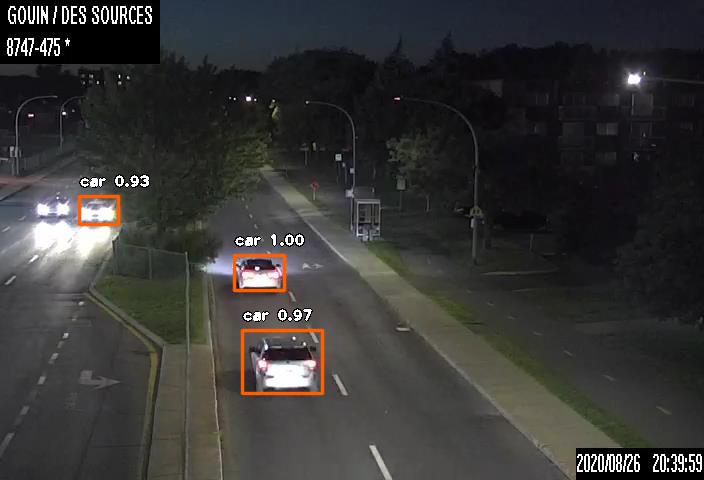 GOUIN / DES SOURCES
8747-475 *
car 0.93
car 1.00
car 0.97
2020/08/26 20:39:59